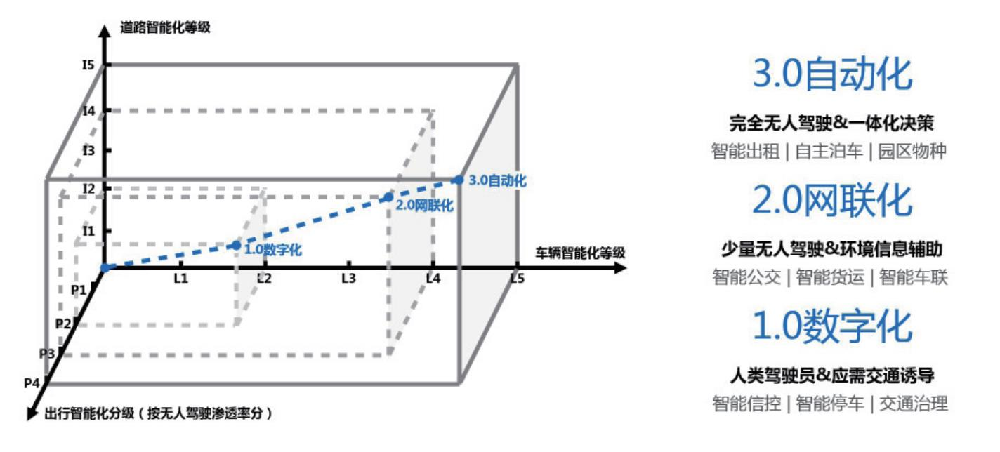 道路智能化等级
I5
I4
I3
I2
I1
3.0自动化
2.0网联化
1.0数字化
车辆智能化等级
L1
L2
L3
L4
L5
P1
P2
P3
P4
出行智能化分级（按无人驾驶渗透率分）
3.0自动化
完全无人驾驶&一体化决策
智能出租 | 自主泊车 | 园区物种
2.0网联化
少量无人驾驶&环境信息辅助
智能公交 | 智能货运 | 智能车联
1.0数字化
人类驾驶员&应需交通诱导
智能信控 | 智能停车 | 交通治理